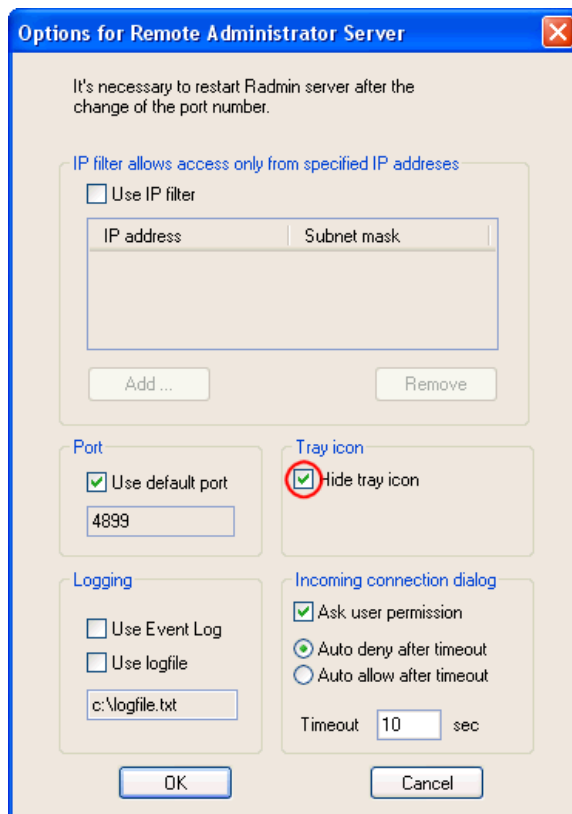 Options for Remote Administrator Server
It's necessary to restart Radmin server after the
change of the port number.
IP filter allows access only from specified IP addreses
Use IP filter
IP address Subnet mask
Add ... Remove
Port
Use default port
4899
Tray icon
Hide tray icon
Logging
Use Event Log
Use logfile
c:\logfile.txt
Incoming connection dialog
Ask user permission
Auto deny after timeout
Auto allow after timeout
Timeout 10 sec
OK Cancel